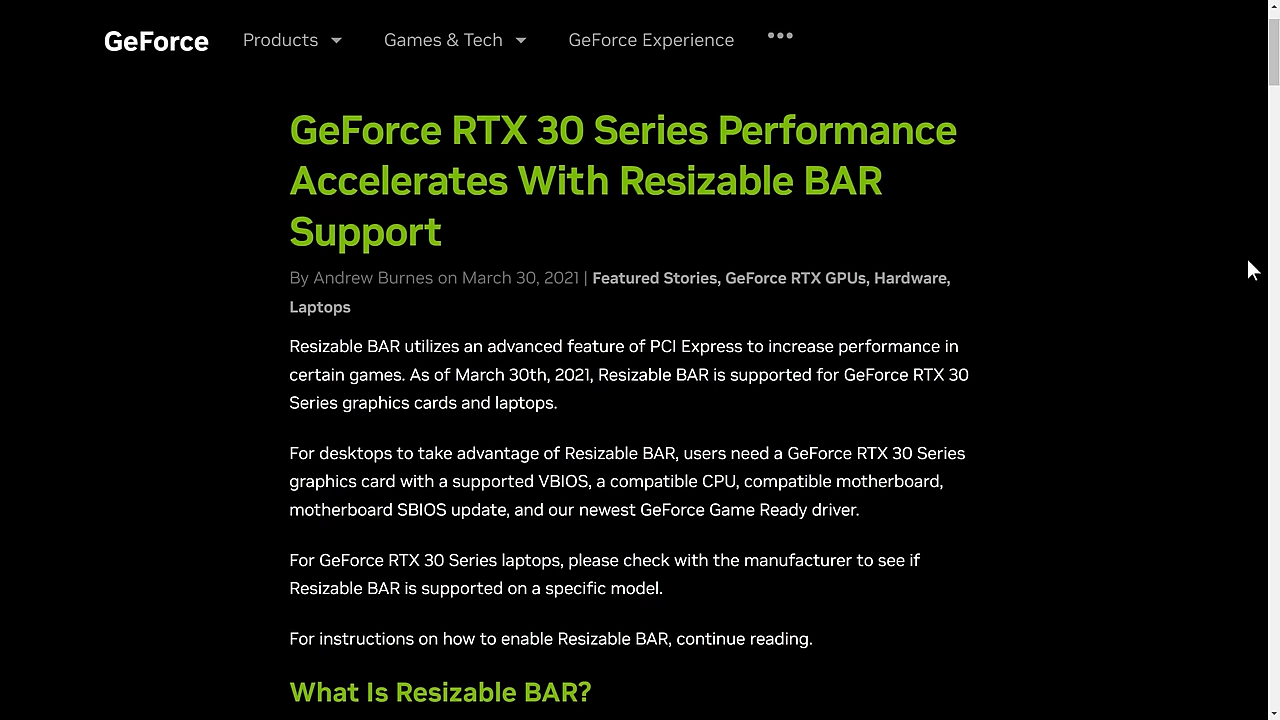 GeForce Products Games & Tech GeForce Experience •••
GeForce RTX 30 Series Performance
Accelerates With Resizable BAR
Support
By Andrew Burnes on March 30, 2021 | Featured Stories, GeForce RTX GPUs, Hardware,
Laptops
Resizable BAR utilizes an advanced feature of PCI Express to increase performance in
certain games. As of March 30th, 2021, Resizable BAR is supported for GeForce RTX 30
Series graphics cards and laptops.
For desktops to take advantage of Resizable BAR, users need a GeForce RTX 30 Series
graphics card with a supported VBIOS, a compatible CPU, compatible motherboard,
motherboard SBIOS update, and our newest GeForce Game Ready driver.
For GeForce RTX 30 Series laptops, please check with the manufacturer to see if
Resizable BAR is supported on a specific model.
For instructions on how to enable Resizable BAR, continue reading.
What Is Resizable BAR?